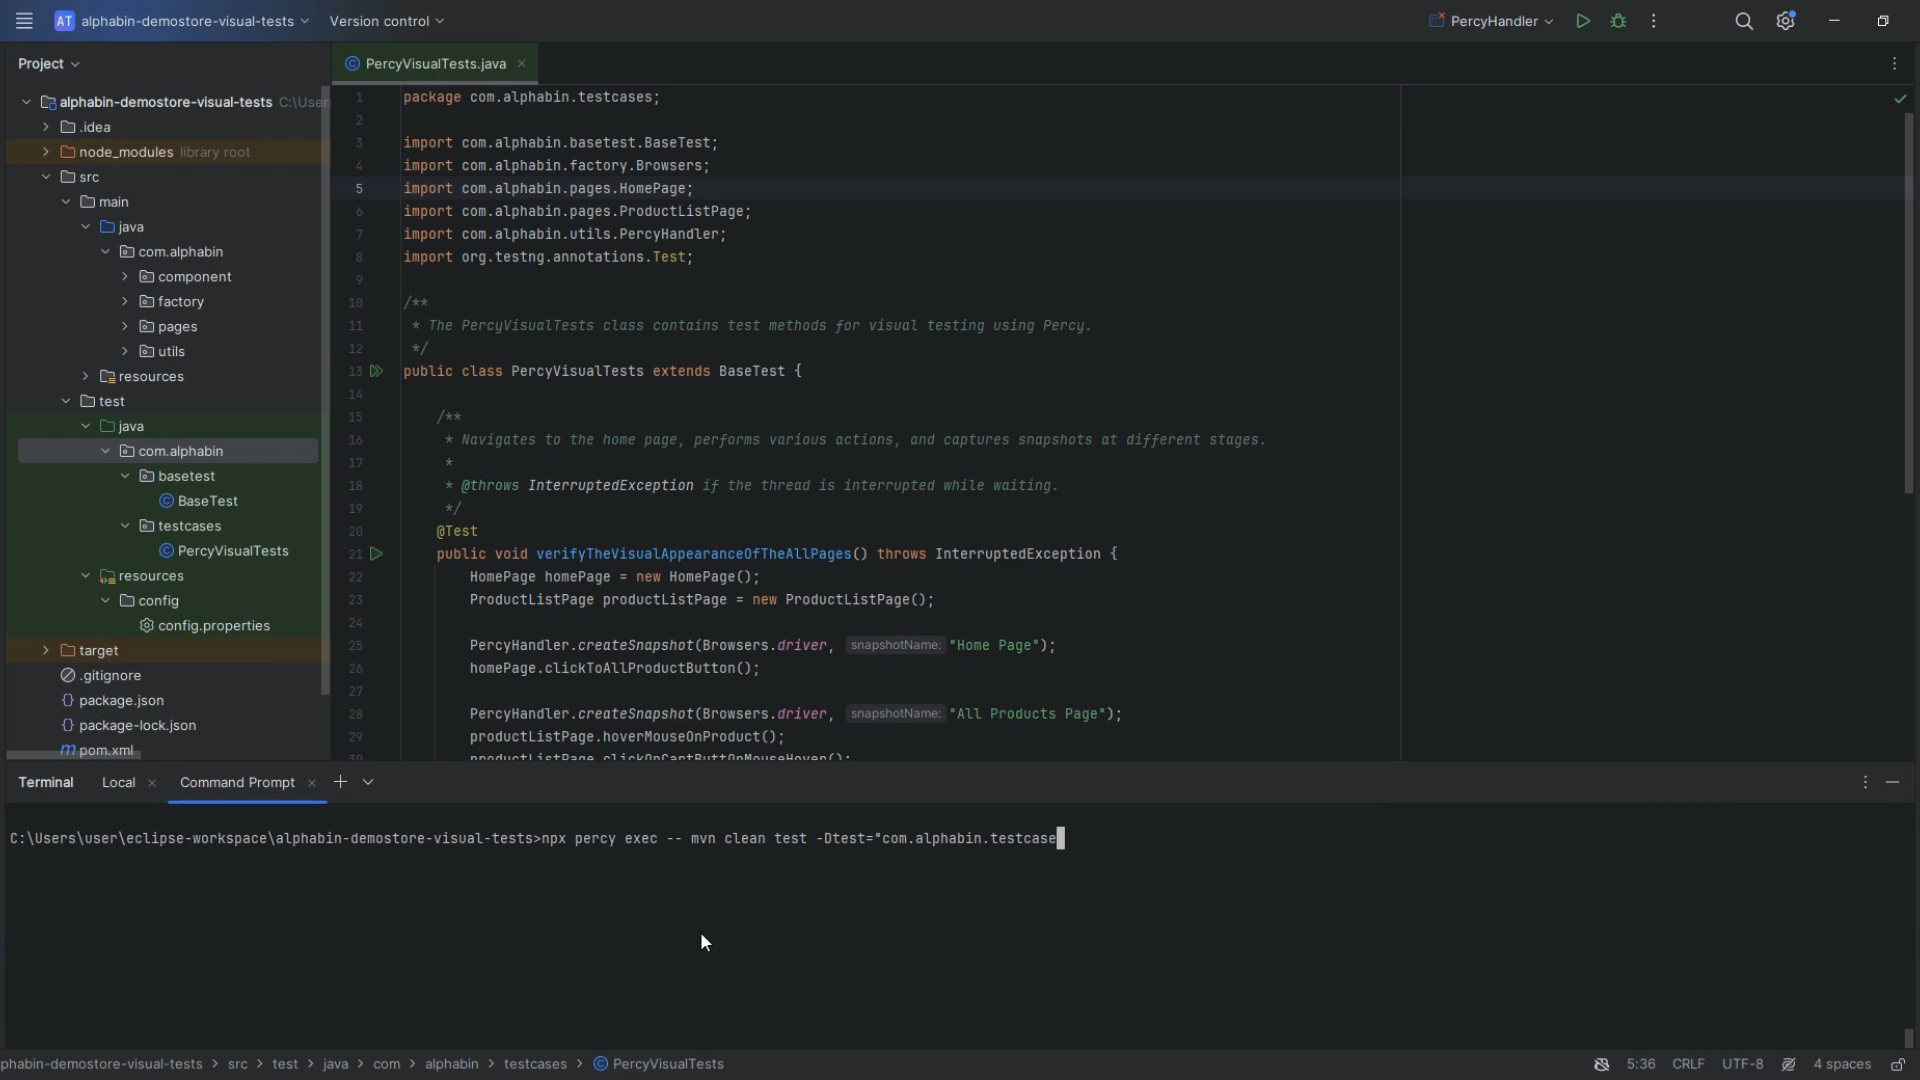 AT alphabin-demostore-visual-tests Version control PercyHandler
Project
PercyVisualTests.java
alphabin-demostore-visual-tests C:\User
.idea
node_modules library root
src
main
java
com.alphabin
component
factory
pages
utils
resources
test
java
com.alphabin
basetest
BaseTest
testcases
PercyVisualTests
resources
config
config.properties
target
.gitignore
package.json
package-lock.json
pom.xml
1 package com.alphabin.testcases;
2
3 import com.alphabin.basetest.BaseTest;
4 import com.alphabin.factory.Browsers;
5 import com.alphabin.pages.HomePage;
6 import com.alphabin.pages.ProductListPage;
7 import com.alphabin.utils.PercyHandler;
8 import org.testng.annotations.Test;
9
10 /**
11 * The PercyVisualTests class contains test methods for visual testing using Percy.
12 */
13 public class PercyVisualTests extends BaseTest {
14
15 /**
16 * Navigates to the home page, performs various actions, and captures snapshots at different stages.
17 *
18 * @throws InterruptedException if the thread is interrupted while waiting.
19 */
20 @Test
21 public void verifyTheVisualAppearanceOfTheAllPages() throws InterruptedException {
22 HomePage homePage = new HomePage();
23 ProductListPage productListPage = new ProductListPage();
24
25 PercyHandler.createSnapshot(Browsers.driver, snapshotName: "Home Page");
26 homePage.clickToAllProductButton();
27
28 PercyHandler.createSnapshot(Browsers.driver, snapshotName: "All Products Page");
29 productListPage.hoverMouseOnProduct();
30 productListPage.clickOnCartButtOnMouseHover();
Terminal Local Command Prompt
C:\Users\user\eclipse-workspace\alphabin-demostore-visual-tests>npx percy exec -- mvn clean test -Dtest="com.alphabin.testcase
phabin-demostore-visual-tests > src > test > java > com > alphabin > testcases > PercyVisualTests 5:36 CRLF UTF-8 4 spaces